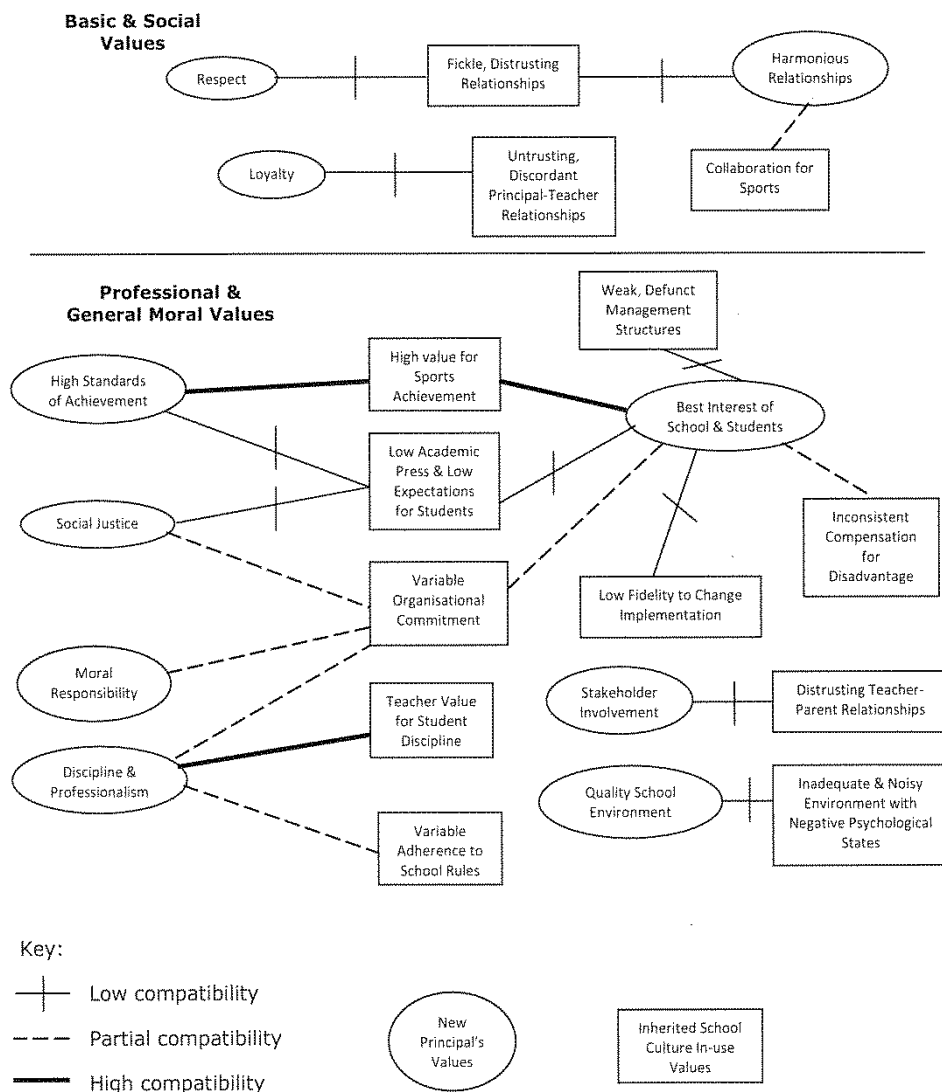 Basic & Social
Values
Respect
Fickle, Distrusting
Relationships
Harmonious
Relationships
Loyalty
Untrusting,
Discordant
Principal-Teacher
Relationships
Collaboration for
Sports
Professional &
General Moral Values
Weak, Defunct
Management
Structures
High Standards
of Achievement
High value for
Sports
Achievement
Best Interest of
School & Students
Low Academic
Press & Low
Expectations
for Students
Social Justice
Inconsistent
Compensation
for
Disadvantage
Variable
Organisational
Commitment
Low Fidelity to Change
Implementation
Moral
Responsibility
Stakeholder
Involvement
Distrusting Teacher-
Parent Relationships
Teacher Value
for Student
Discipline
Discipline &
Professionalism
Quality School
Environment
Inadequate & Noisy
Environment with
Negative Psychological
States
Variable
Adherence to
School Rules
Key:
Low compatibility
Partial compatibility
High compatibility
New
Principal's
Values
Inherited School
Culture In-use
Values